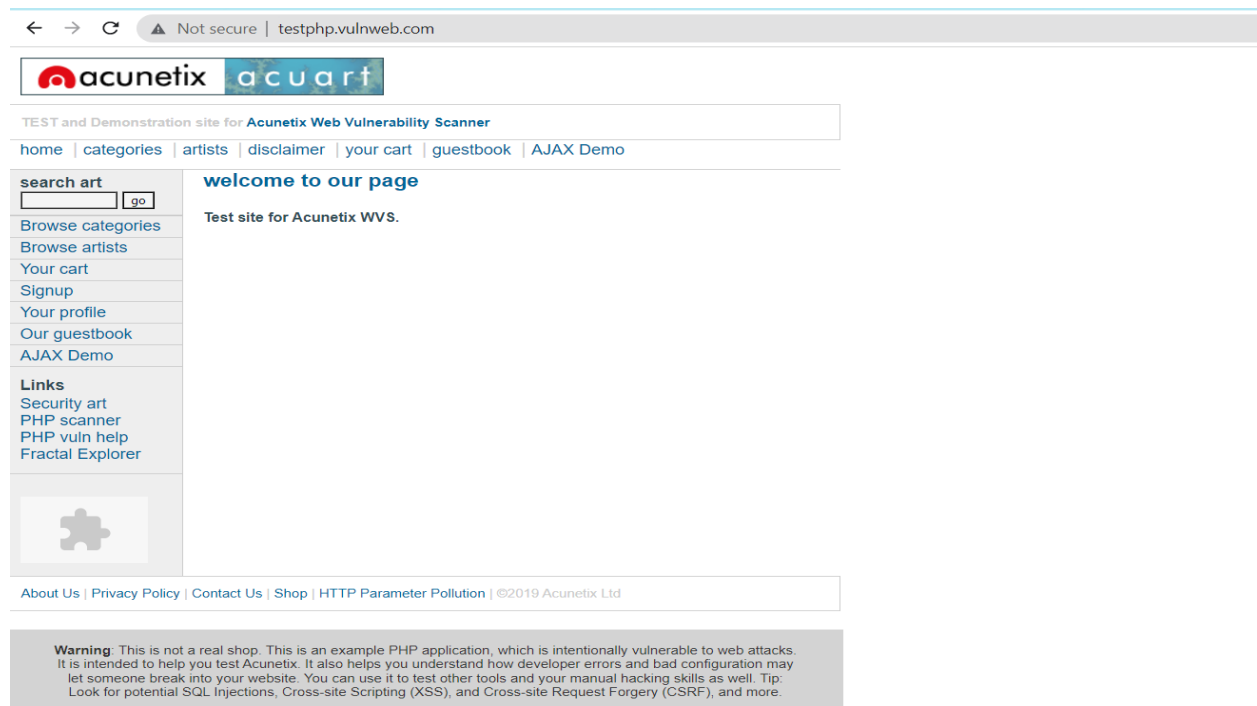 Not secure | testphp.vulnweb.com
acunetix acuart
TEST and Demonstration site for Acunetix Web Vulnerability Scanner
home | categories | artists | disclaimer | your cart | guestbook | AJAX Demo
search art
go
welcome to our page
Test site for Acunetix WVS.
Browse categories
Browse artists
Your cart
Signup
Your profile
Our guestbook
AJAX Demo
Links
Security art
PHP scanner
PHP vuln help
Fractal Explorer
About Us | Privacy Policy | Contact Us | Shop | HTTP Parameter Pollution | ©2019 Acunetix Ltd
Warning: This is not a real shop. This is an example PHP application, which is intentionally vulnerable to web attacks.
It is intended to help you test Acunetix. It also helps you understand how developer errors and bad configuration may
let someone break into your website. You can use it to test other tools and your manual hacking skills as well. Tip:
Look for potential SQL Injections, Cross-site Scripting (XSS), and Cross-site Request Forgery (CSRF), and more.